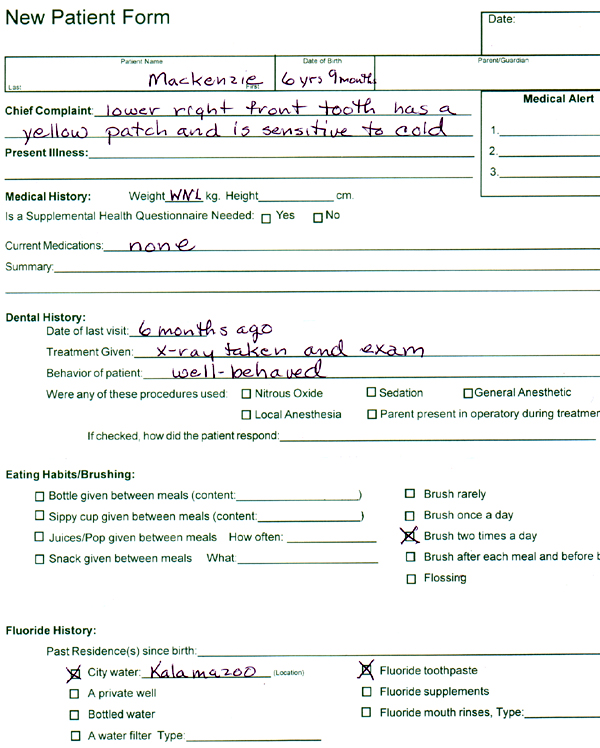 New Patient Form
Date:
Patient Name Date of Birth Parent/Guardian
Mackenzie 6 yrs 9 months
Last First
Chief Complaint: lower right front tooth has a
yellow patch and is sensitive to cold
Medical Alert
1.
2.
3.
Present Illness:
Medical History: Weight WNL kg. Height cm.
Is a Supplemental Health Questionnaire Needed: Yes No
Current Medications: none
Summary:
Dental History:
Date of last visit: 6 months ago
Treatment Given: x-ray taken and exam
Behavior of patient: well-behaved
Were any of these procedures used: Nitrous Oxide Sedation General Anesthetic
Local Anesthesia Parent present in operatory during treatmen
If checked, how did the patient respond:
Eating Habits/Brushing:
Bottle given between meals (content: ) Brush rarely
Sippy cup given between meals (content: ) Brush once a day
Juices/Pop given between meals How often: Brush two times a day
Snack given between meals What: Brush after each meal and before b
Flossing
Fluoride History:
Past Residence(s) since birth:
City water: Kalamazoo (Location) Fluoride toothpaste
A private well Fluoride supplements
Bottled water Fluoride mouth rinses, Type:
A water filter Type: